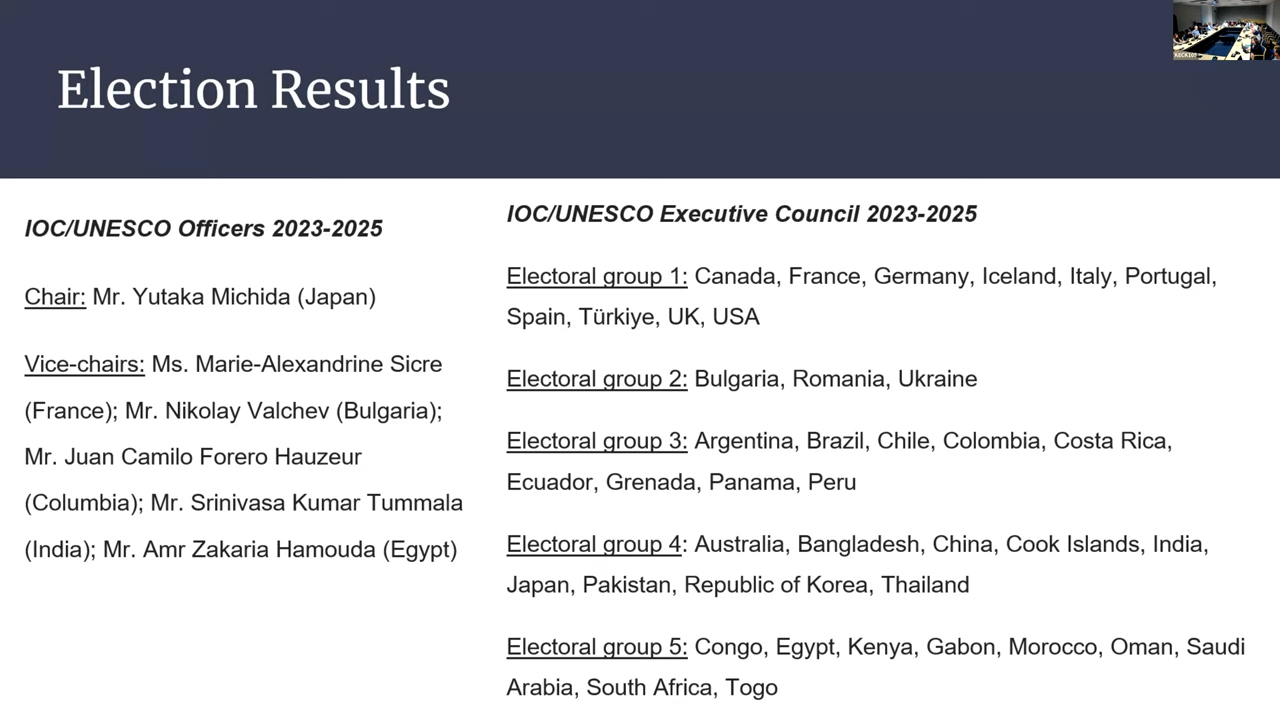 Election Results
IOC/UNESCO Officers 2023-2025
Chair: Mr. Yutaka Michida (Japan)
Vice-chairs: Ms. Marie-Alexandrine Sicre
(France); Mr. Nikolay Valchev (Bulgaria);
Mr. Juan Camilo Forero Hauzeur
(Columbia); Mr. Srinivasa Kumar Tummala
(India); Mr. Amr Zakaria Hamouda (Egypt)
IOC/UNESCO Executive Council 2023-2025
Electoral group 1: Canada, France, Germany, Iceland, Italy, Portugal,
Spain, Türkiye, UK, USA
Electoral group 2: Bulgaria, Romania, Ukraine
Electoral group 3: Argentina, Brazil, Chile, Colombia, Costa Rica,
Ecuador, Grenada, Panama, Peru
Electoral group 4: Australia, Bangladesh, China, Cook Islands, India,
Japan, Pakistan, Republic of Korea, Thailand
Electoral group 5: Congo, Egypt, Kenya, Gabon, Morocco, Oman, Saudi
Arabia, South Africa, Togo